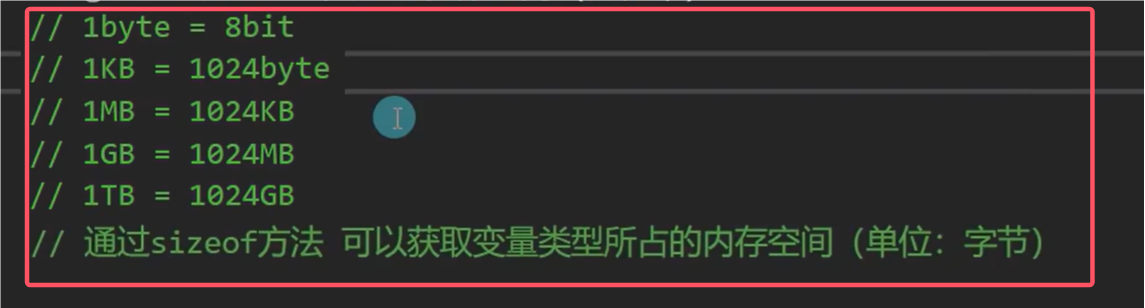 // 1byte = 8bit
// 1KB = 1024byte
// 1MB = 1024KB
// 1GB = 1024MB
// 1TB = 1024GB
// 通过sizeof方法 可以获取变量类型所占的内存空间（单位：字节）